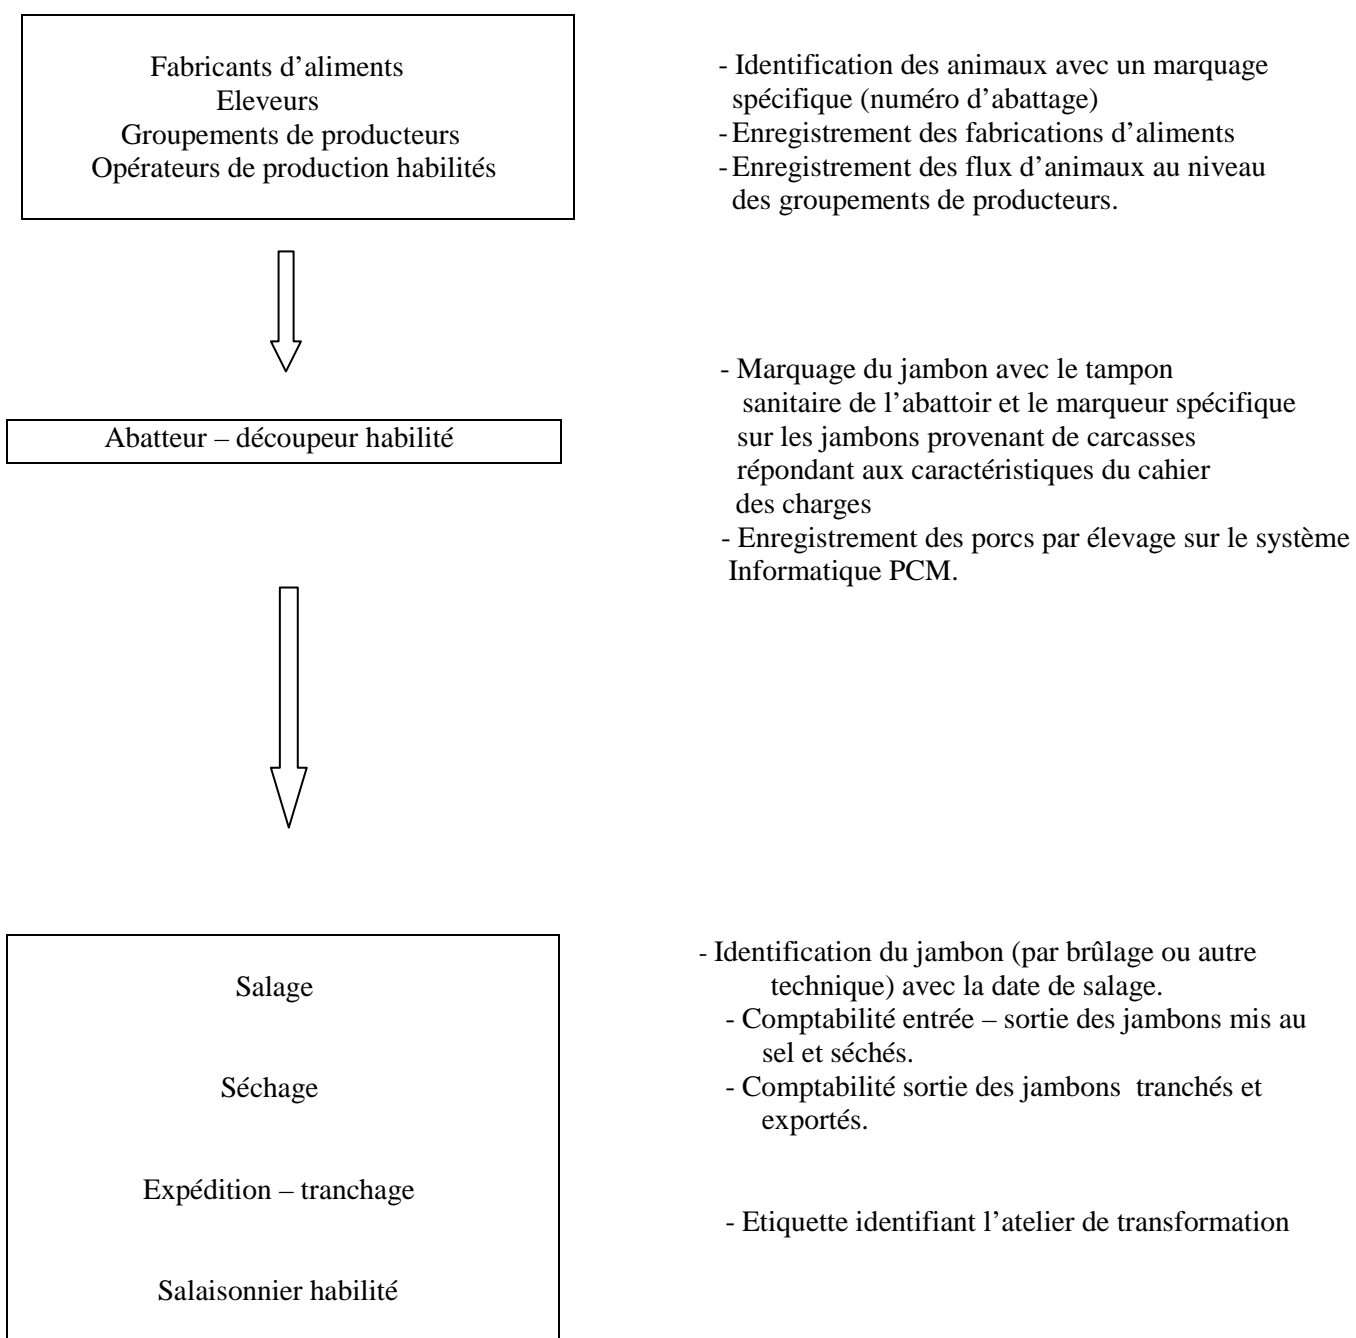 Fabricants d’aliments
Eleveurs
Groupements de producteurs
Opérateurs de production habilités
- Identification des animaux avec un marquage
spécifique (numéro d’abattage)
- Enregistrement des fabrications d’aliments
- Enregistrement des flux d’animaux au niveau
des groupements de producteurs.
Abatteur – découpeur habilité
- Marquage du jambon avec le tampon
sanitaire de l’abattoir et le marqueur spécifique
sur les jambons provenant de carcasses
répondant aux caractéristiques du cahier
des charges
- Enregistrement des porcs par élevage sur le système
Informatique PCM.
Salage
Séchage
Expédition – tranchage
Salaisonnier habilité
- Identification du jambon (par brûlage ou autre
technique) avec la date de salage.
- Comptabilité entrée – sortie des jambons mis au
sel et séchés.
- Comptabilité sortie des jambons tranchés et
exportés.
- Etiquette identifiant l’atelier de transformation